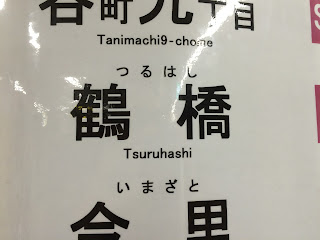 谷町九丁目
Tanimachi9-chome
つるはし
鶴橋
Tsuruhashi
いまざと
今里